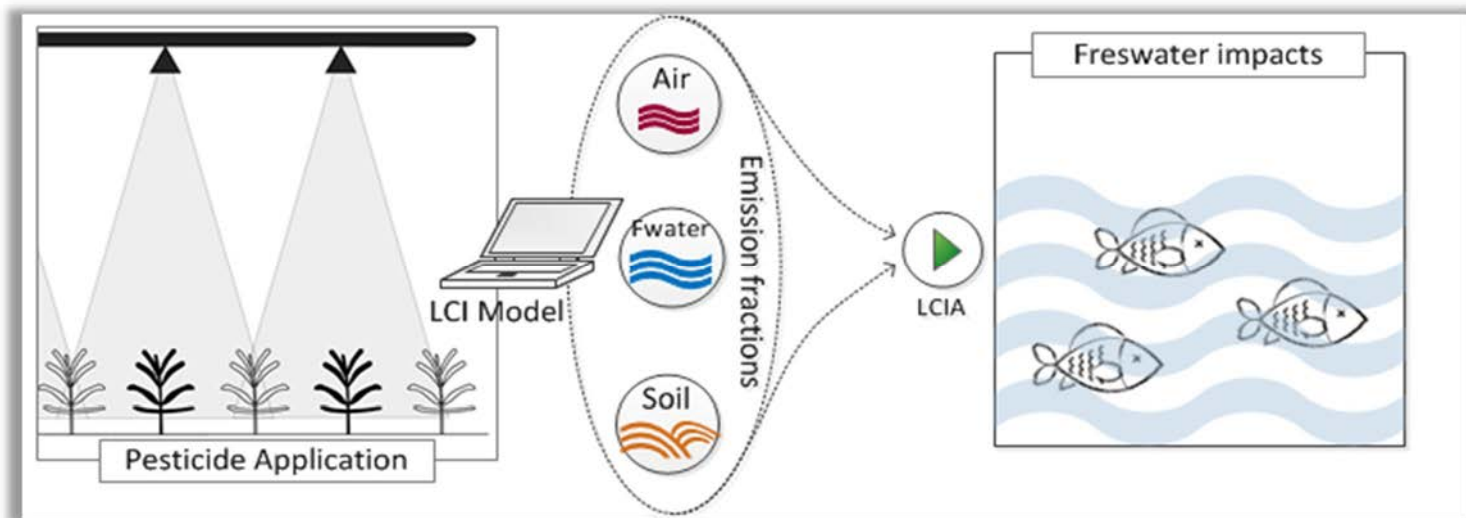 Pesticide Application
LCI Model
Air
Fwater
Soil
Emission fractions
LCIA
Freswater impacts